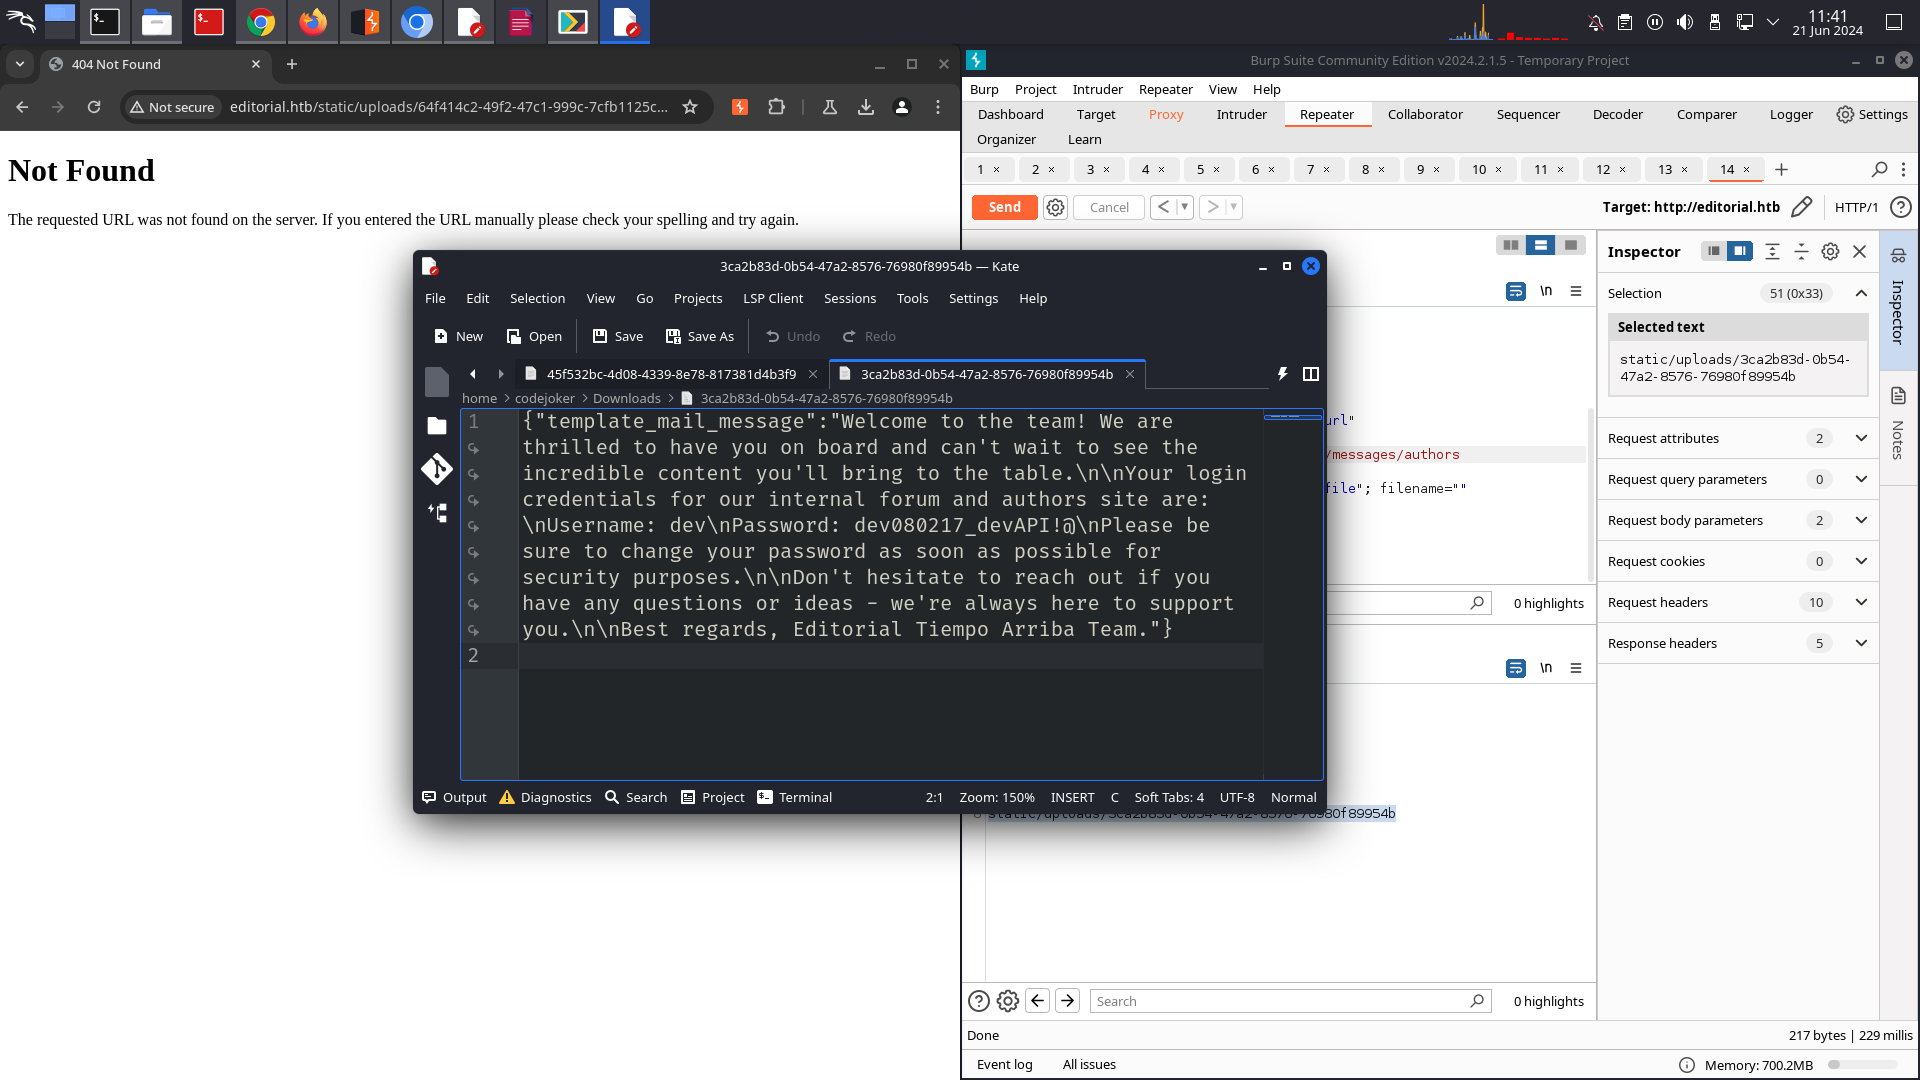 11:41
21 Jun 2024
404 Not Found
Not secure
editorial.htb/static/uploads/64f414c2-49f2-47c1-999c-7cfb1125c...
Not Found
The requested URL was not found on the server. If you entered the URL manually please check your spelling and try again.
Burp Suite Community Edition v2024.2.1.5 - Temporary Project
Burp Project Intruder Repeater View Help
Dashboard Target Proxy Intruder Repeater Collaborator Sequencer Decoder Comparer Logger Settings
Organizer Learn
1 × 2 × 3 × 4 × 5 × 6 × 7 × 8 × 9 × 10 × 11 × 12 × 13 × 14 × +
Send Cancel < > Target: http://editorial.htb HTTP/1
\n
url"
/messages/authors
file"; filename=""
0 highlights
\n
static/uploads/3ca2b83d-0b54-47a2-8576-76980f89954b
Search
0 highlights
Done
217 bytes | 229 millis
Event log All issues
Memory: 700.2MB
Inspector
Selection 51 (0x33)
Selected text
static/uploads/3ca2b83d-0b54-
47a2-8576-76980f89954b
Request attributes 2
Request query parameters 0
Request body parameters 2
Request cookies 0
Request headers 10
Response headers 5
Inspector
Notes
3ca2b83d-0b54-47a2-8576-76980f89954b — Kate
File Edit Selection View Go Projects LSP Client Sessions Tools Settings Help
New Open Save Save As Undo Redo
45f532bc-4d08-4339-8e78-817381d4b3f9
3ca2b83d-0b54-47a2-8576-76980f89954b
home > codejoker > Downloads > 3ca2b83d-0b54-47a2-8576-76980f89954b
1 {"template_mail_message":"Welcome to the team! We are
thrilled to have you on board and can't wait to see the
incredible content you'll bring to the table.\n\nYour login
credentials for our internal forum and authors site are:
\nUsername: dev\nPassword: dev080217_devAPI!@\nPlease be
sure to change your password as soon as possible for
security purposes.\n\nDon't hesitate to reach out if you
have any questions or ideas - we're always here to support
you.\n\nBest regards, Editorial Tiempo Arriba Team."}
2
Output Diagnostics Search Project Terminal
2:1 Zoom: 150% INSERT C Soft Tabs: 4 UTF-8 Normal